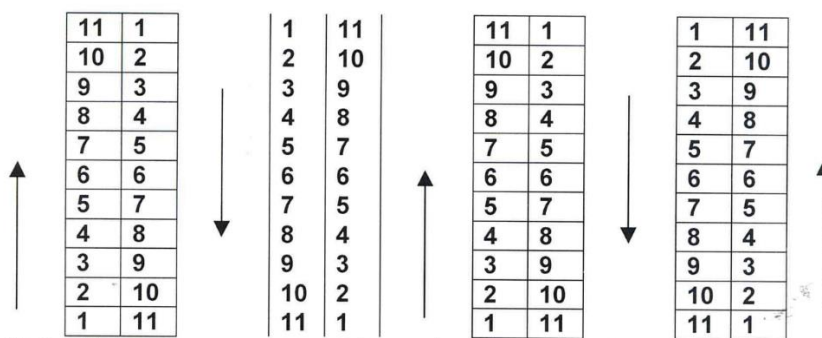 11 1 1 11 11 1 1 11
10 2 2 10 10 2 2 10
9 3 3 9 9 3 3 9
8 4 4 8 8 4 4 8
7 5 5 7 7 5 5 7
6 6 6 6 6 6 6 6
5 7 7 5 5 7 7 5
4 8 8 4 4 8 8 4
3 9 9 3 3 9 9 3
2 10 10 2 2 10 10 2
1 11 11 1 1 11 11 1